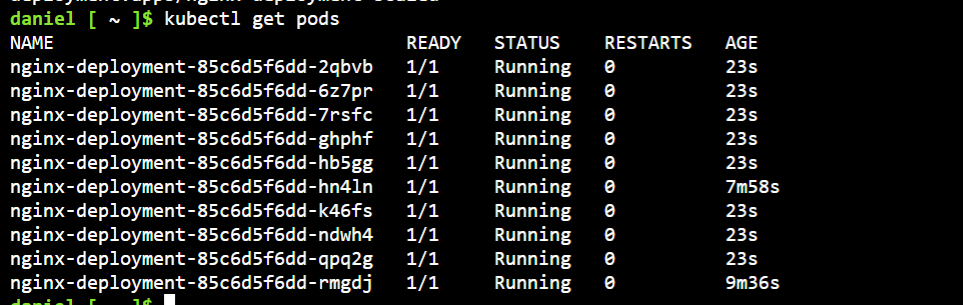 deployment.apps/nginx-deployment scaled
daniel [ ~ ]$ kubectl get pods
NAME                                READY   STATUS    RESTARTS   AGE
nginx-deployment-85c6d5f6dd-2qbvb   1/1     Running   0          23s
nginx-deployment-85c6d5f6dd-6z7pr   1/1     Running   0          23s
nginx-deployment-85c6d5f6dd-7rsfc   1/1     Running   0          23s
nginx-deployment-85c6d5f6dd-ghphf   1/1     Running   0          23s
nginx-deployment-85c6d5f6dd-hb5gg   1/1     Running   0          23s
nginx-deployment-85c6d5f6dd-hn4ln   1/1     Running   0          7m58s
nginx-deployment-85c6d5f6dd-k46fs   1/1     Running   0          23s
nginx-deployment-85c6d5f6dd-ndwh4   1/1     Running   0          23s
nginx-deployment-85c6d5f6dd-qpq2g   1/1     Running   0          23s
nginx-deployment-85c6d5f6dd-rmgdj   1/1     Running   0          9m36s
daniel [ ~ ]$